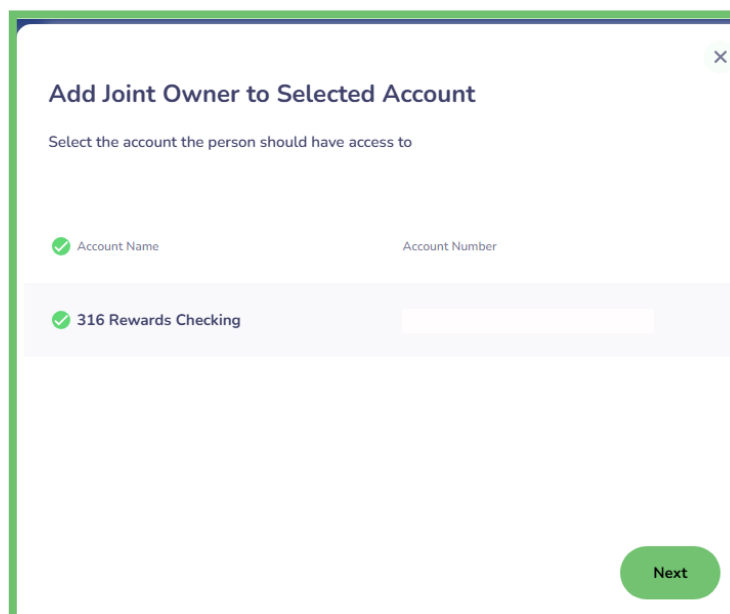 Add Joint Owner to Selected Account
Select the account the person should have access to
Account Name Account Number
316 Rewards Checking
Next